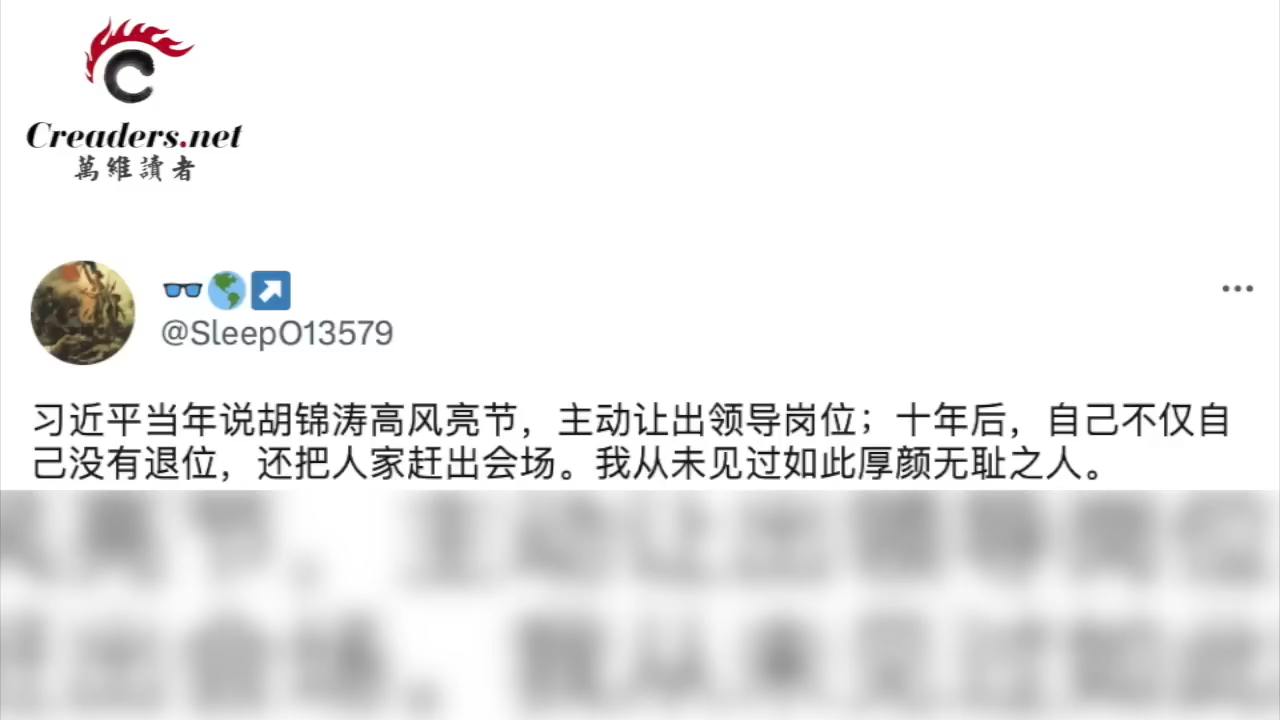 Creaders.net
萬維讀者
@SleepO13579
习近平当年说胡锦涛高风亮节，主动让出领导岗位；十年后，自己不仅自
己没有退位，还把人家赶出会场。我从未见过如此厚颜无耻之人。